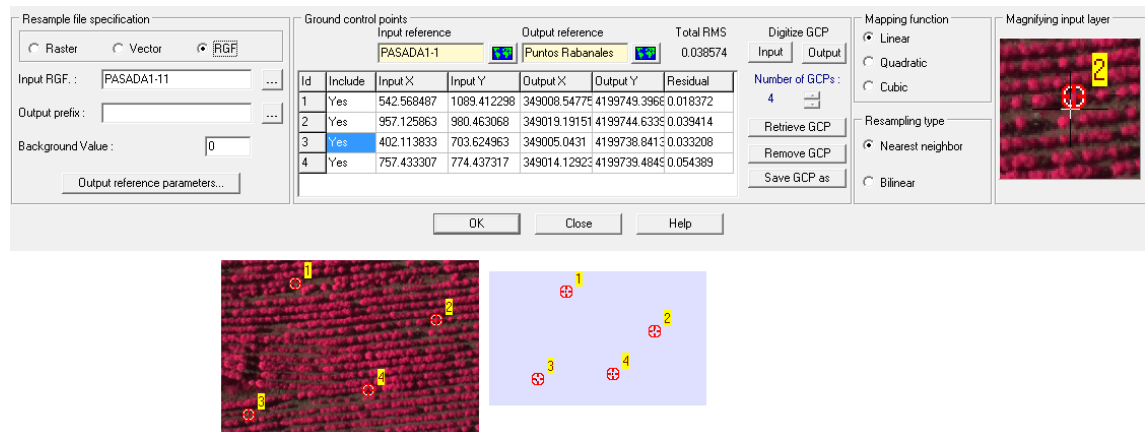 Resample file specification
Raster Vector RGF
Input RGF. : PASADA1-11 ...
Output prefix : ...
Background Value : 0
Output reference parameters...
Ground control points
Input reference Output reference Total RMS
PASADA1-1 Puntos Rabanales 0.038574
Id Include Input X Input Y Output X Output Y Residual
1 Yes 542.568487 1089.412298 349008.54775 4199749.3968 0.018372
2 Yes 957.125863 980.463068 349019.19151 4199744.6339 0.039414
3 Yes 402.113833 703.624963 349005.0431 4199738.8413 0.033208
4 Yes 757.433307 774.437317 349014.12923 4199739.4849 0.054389
Digitize GCP
Input Output
Number of GCPs :
4
Retrieve GCP
Remove GCP
Save GCP as
Mapping function
Linear
Quadratic
Cubic
Resampling type
Nearest neighbor
Bilinear
Magnifying input layer
2
OK Close Help
1
2
3
4
1
2
3
4